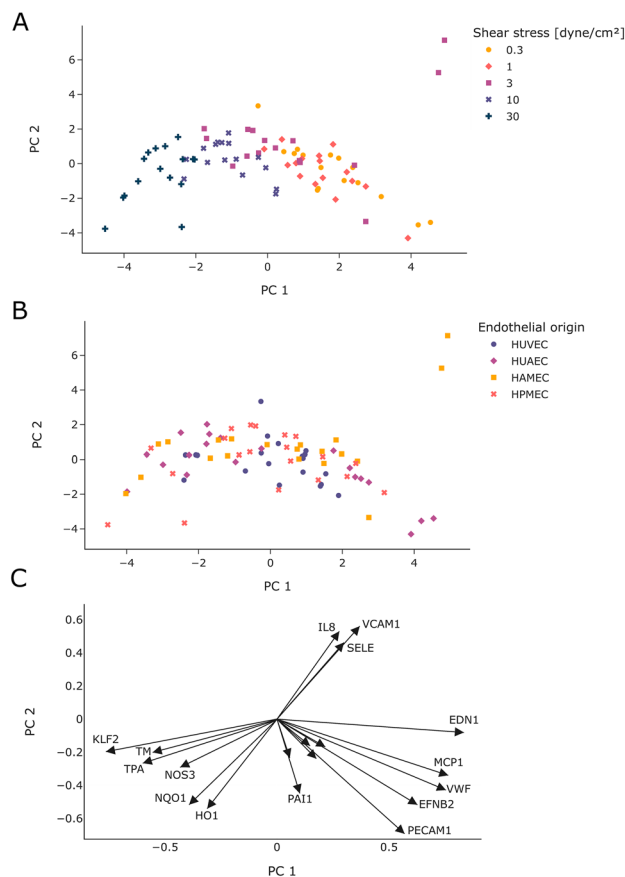 A
Shear stress [dyne/cm²]
0.3
1
3
10
30
6
4
2
0
−2
−4
PC 2
−4
−2
0
2
4
PC 1
B
Endothelial origin
HUVEC
HUAEC
HAMEC
HPMEC
6
4
2
0
−2
−4
PC 2
−4
−2
0
2
4
PC 1
C
0.6
0.4
0.2
0
−0.2
−0.4
−0.6
PC 2
IL8
VCAM1
SELE
EDN1
KLF2
TM
TPA
NOS3
MCP1
VWF
NQO1
PAI1
EFNB2
HO1
PECAM1
−0.5
0
0.5
PC 1